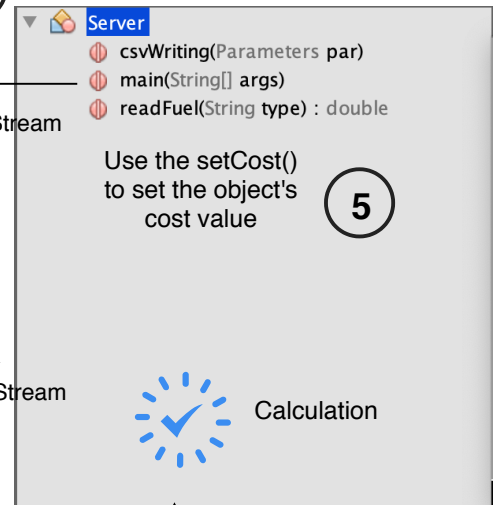 Server
csvWriting(Parameters par)
main(String[] args)
readFuel(String type) : double
Stream
Use the setCost()
to set the object's
cost value
5
Stream
Calculation